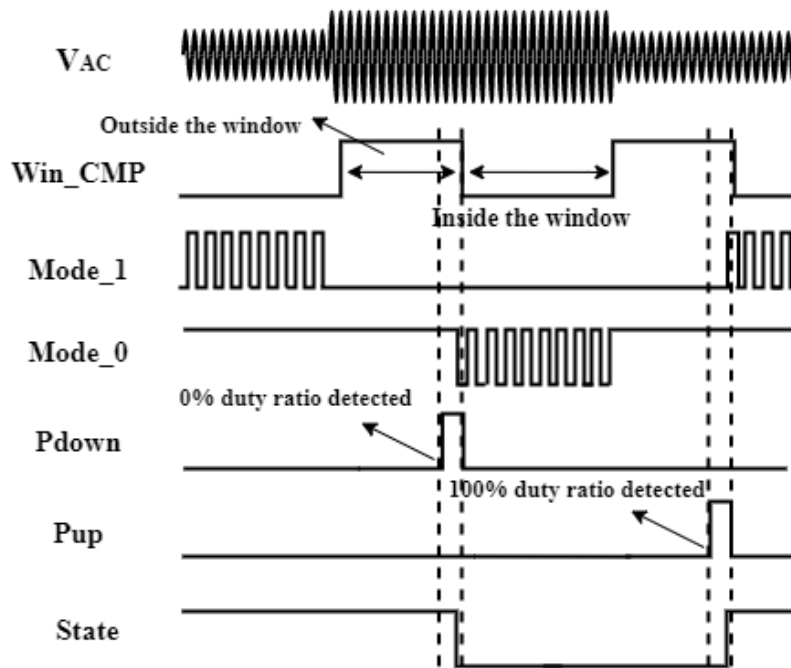 VAC
Outside the window
Win_CMP
Inside the window
Mode_1
Mode_0
0% duty ratio detected
Pdown
100% duty ratio detected
Pup
State